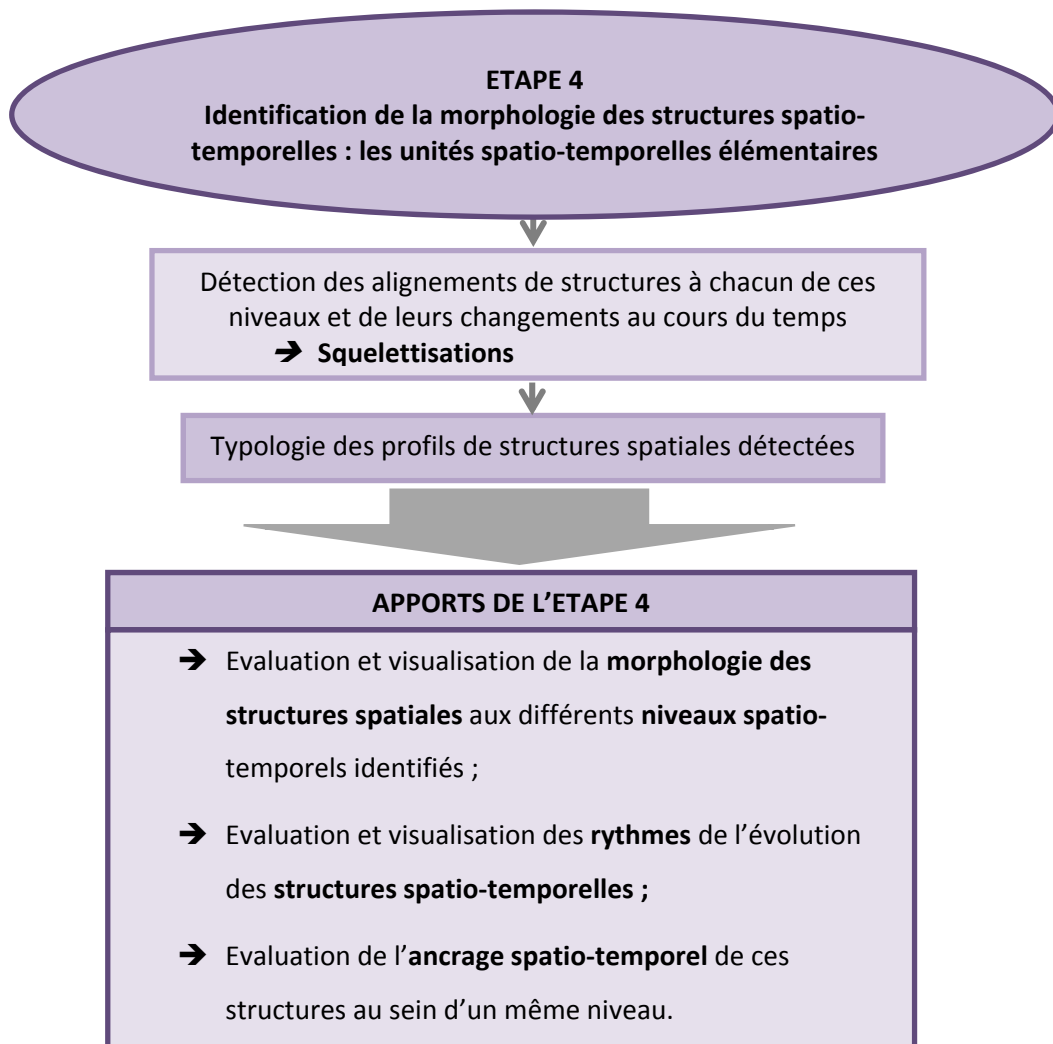 ETAPE 4
Identification de la morphologie des structures spatio-
temporelles : les unités spatio-temporelles élémentaires
Détection des alignements de structures à chacun de ces
niveaux et de leurs changements au cours du temps
➔ Squelettisations
Typologie des profils de structures spatiales détectées
APPORTS DE L’ETAPE 4
➔ Evaluation et visualisation de la morphologie des
structures spatiales aux différents niveaux spatio-
temporels identifiés ;
➔ Evaluation et visualisation des rythmes de l’évolution
des structures spatio-temporelles ;
➔ Evaluation de l’ancrage spatio-temporel de ces
structures au sein d’un même niveau.